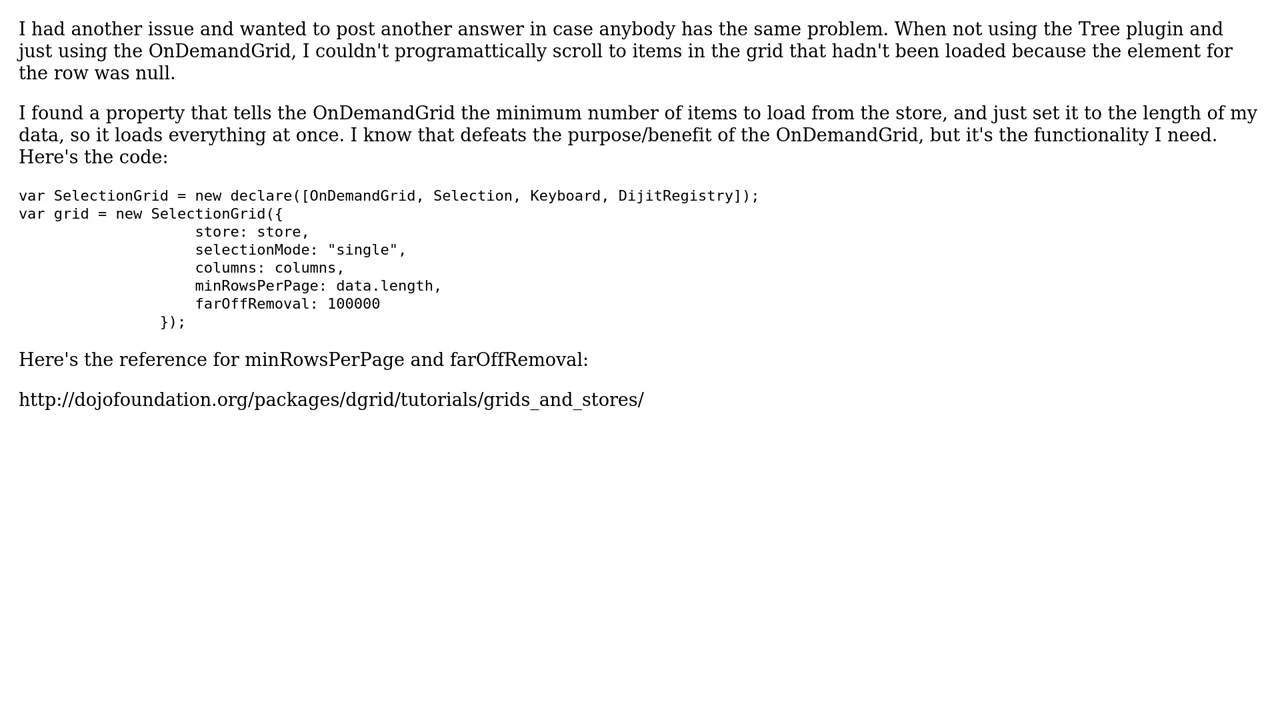 I had another issue and wanted to post another answer in case anybody has the same problem. When not using the Tree plugin and
just using the OnDemandGrid, I couldn't programattically scroll to items in the grid that hadn't been loaded because the element for
the row was null.
I found a property that tells the OnDemandGrid the minimum number of items to load from the store, and just set it to the length of my
data, so it loads everything at once. I know that defeats the purpose/benefit of the OnDemandGrid, but it's the functionality I need.
Here's the code:
var SelectionGrid = new declare([OnDemandGrid, Selection, Keyboard, DijitRegistry]);
var grid = new SelectionGrid({
                    store: store,
                    selectionMode: "single",
                    columns: columns,
                    minRowsPerPage: data.length,
                    farOffRemoval: 100000
                });
Here's the reference for minRowsPerPage and farOffRemoval:
http://dojofoundation.org/packages/dgrid/tutorials/grids_and_stores/